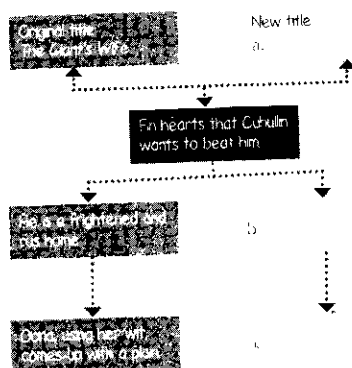 Original title
The Giant's Wife
New title
a.
Fin hearts that Cuhullin
wants to beat him
He is a frightened and
runs home
b
Oona, using her wit
comes up with a plan